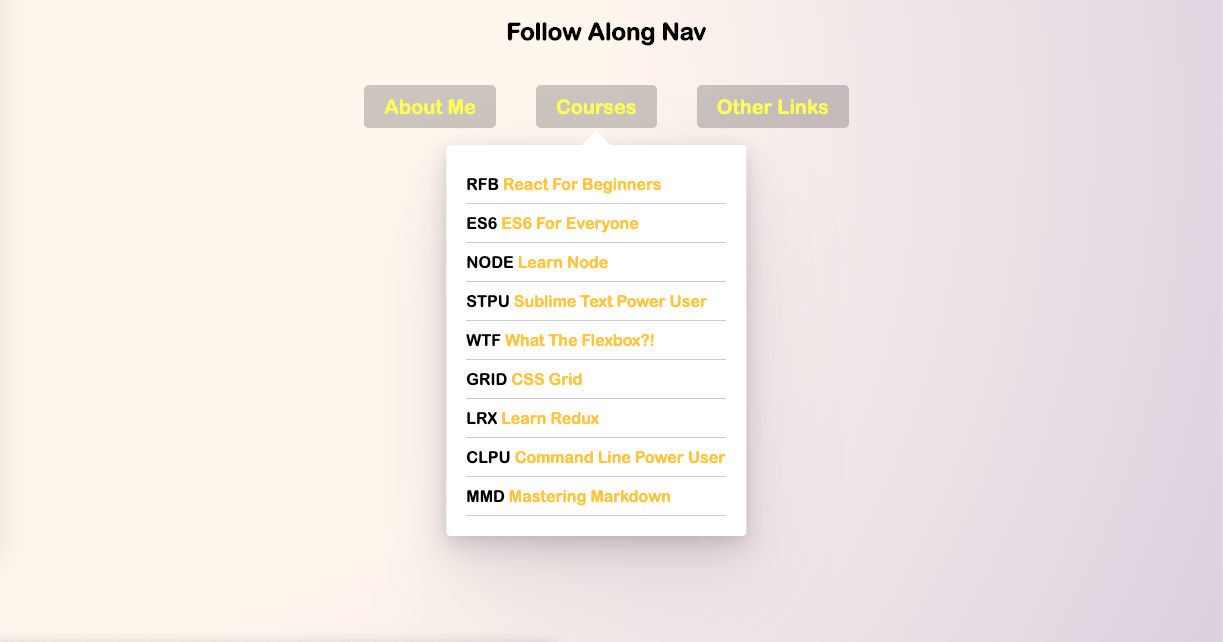 Follow Along Nav
About Me Courses Other Links
RFB React For Beginners
ES6 ES6 For Everyone
NODE Learn Node
STPU Sublime Text Power User
WTF What The Flexbox?!
GRID CSS Grid
LRX Learn Redux
CLPU Command Line Power User
MMD Mastering Markdown